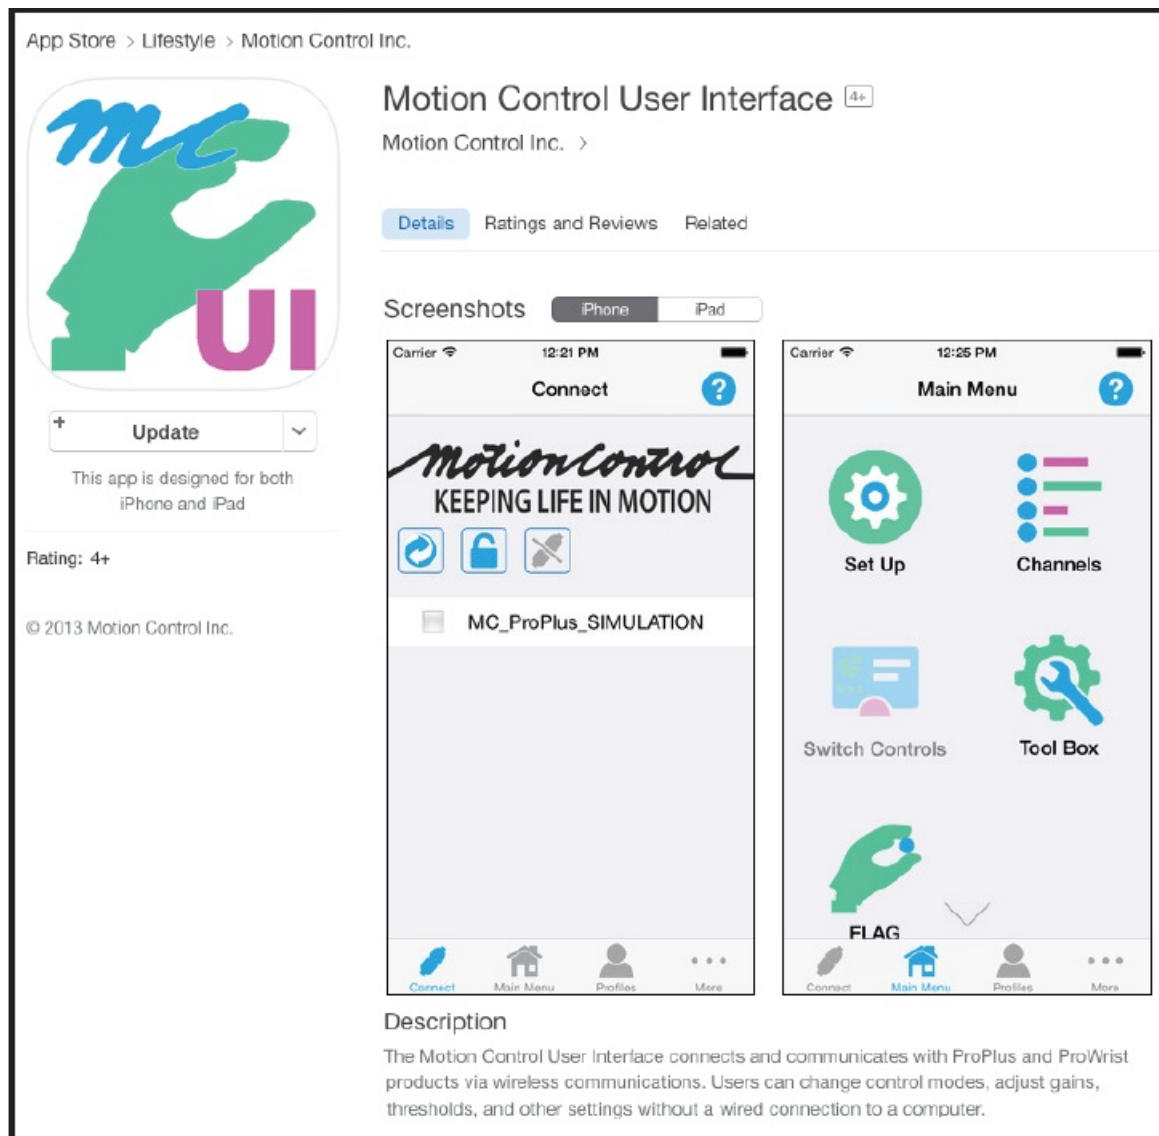 App Store > Lifestyle > Motion Control Inc.
mc
UI
Motion Control User Interface 4+
Motion Control Inc. >
Details Ratings and Reviews Related
+ Update
This app is designed for both
iPhone and iPad
Rating: 4+
© 2013 Motion Control Inc.
Screenshots iPhone iPad
Carrier 12:21 PM
Connect ?
Motion Control
KEEPING LIFE IN MOTION
MC_ProPlus_SIMULATION
Connect Main Menu Profiles More
Carrier 12:25 PM
Main Menu ?
Set Up Channels
Switch Controls Tool Box
FLAG
Connect Main Menu Profiles More
Description
The Motion Control User Interface connects and communicates with ProPlus and ProWrist
products via wireless communications. Users can change control modes, adjust gains,
thresholds, and other settings without a wired connection to a computer.